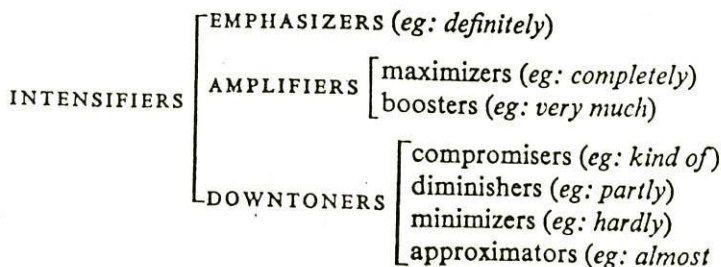 EMPHASIZERS (eg: definitely)
maximizers (eg: completely)
INTENSIFIERS AMPLIFIERS
boosters (eg: very much)
compromisers (eg: kind of)
diminishers (eg: partly)
DOWNTONERS
minimizers (eg: hardly)
approximators (eg: almost